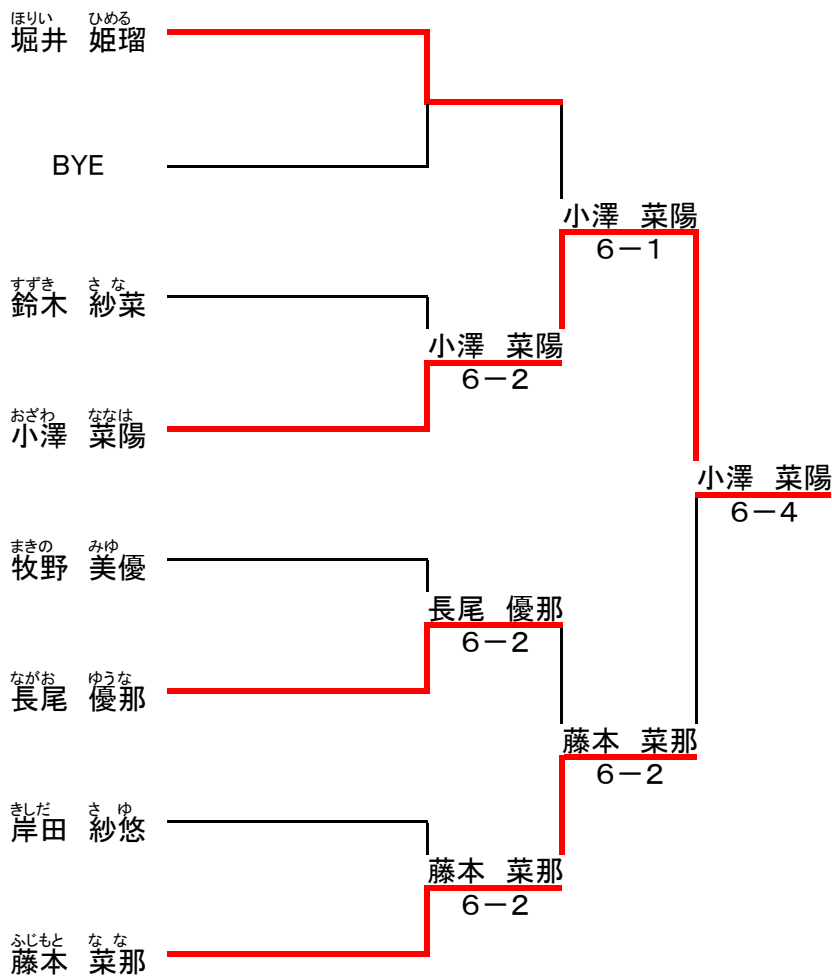 ほりい　ひめる
堀井　姫瑠
BYE
小澤　菜陽
6－1
すずき　さ な
鈴木　紗菜
小澤　菜陽
6－2
おざわ　ななは
小澤　菜陽
小澤　菜陽
6－4
まきの　みゆ
牧野　美優
長尾　優那
6－2
ながお　ゆうな
長尾　優那
藤本　菜那
6－2
きしだ　さ ゆ
岸田　紗悠
藤本　菜那
6－2
ふじもと　な な
藤本　菜那